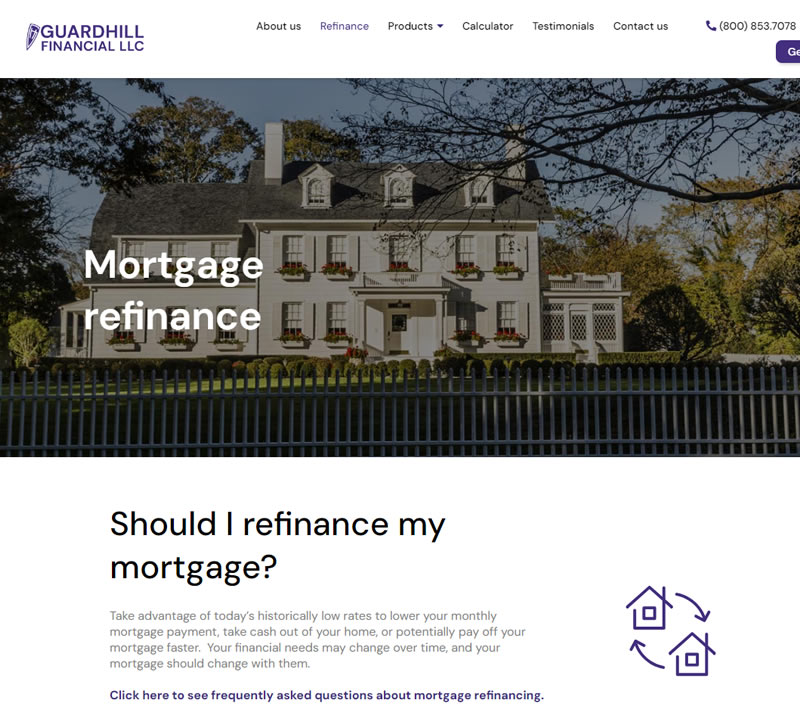 GUARDHILL
FINANCIAL LLC
About us Refinance Products Calculator Testimonials Contact us (800) 853.7078
Mortgage
refinance
Should I refinance my
mortgage?
Take advantage of today's historically low rates to lower your monthly
mortgage payment, take cash out of your home, or potentially pay off your
mortgage faster.  Your financial needs may change over time, and your
mortgage should change with them.
Click here to see frequently asked questions about mortgage refinancing.